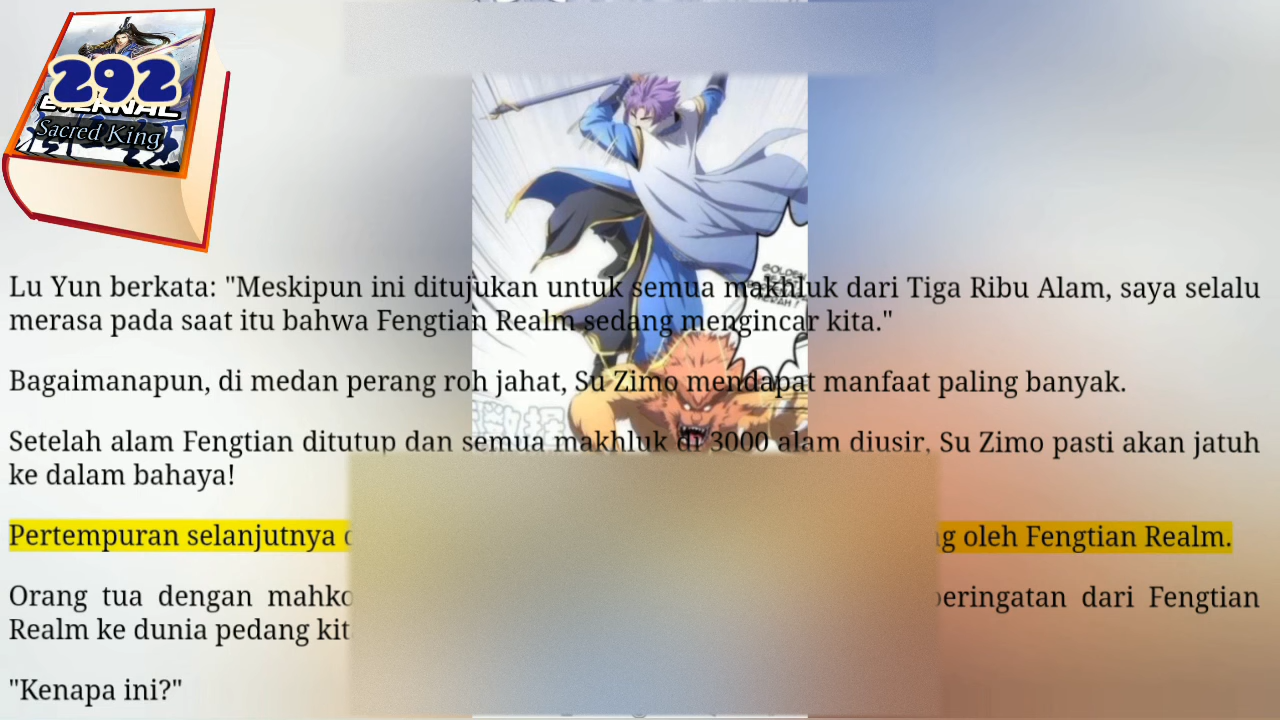 292
ETERNAL
Sacred King
GOLDEN
Lu Yun berkata: "Meskipun ini ditujukan untuk semua makhluk dari Tiga Ribu Alam, saya selalu
merasa pada saat itu bahwa Fengtian Realm sedang mengincar kita."
Bagaimanapun, di medan perang roh jahat, Su Zimo mendapat manfaat paling banyak.
Setelah alam Fengtian ditutup dan semua makhluk di 3000 alam diusir, Su Zimo pasti akan jatuh
ke dalam bahaya!
Pertempuran selanjutnya oleh Fengtian Realm.
Orang tua dengan dari Fengtian
Realm ke dunia pedang
"Kenapa ini?"